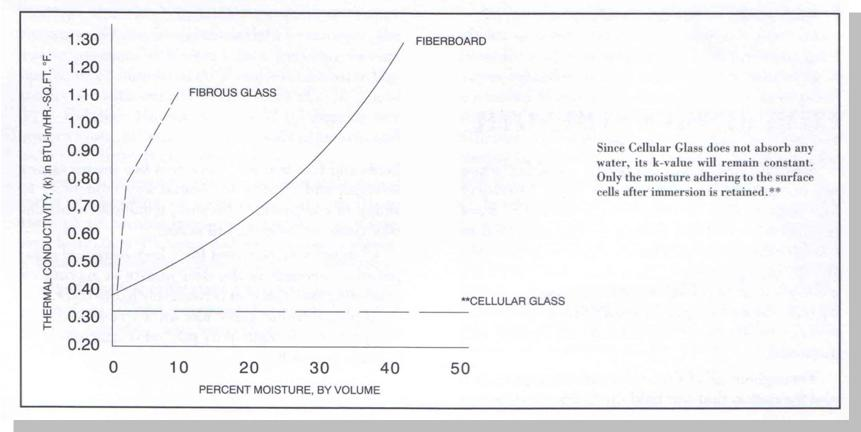 THERMAL CONDUCTIVITY, (k) in BTU-in/HR.-SQ.FT. °F.
1.30
1.20
1.10
1.00
0.90
0.80
0.70
0.60
0.50
0.40
0.30
0.20
FIBERBOARD
FIBROUS GLASS
**CELLULAR GLASS
Since Cellular Glass does not absorb any
water, its k-value will remain constant.
Only the moisture adhering to the surface
cells after immersion is retained.**
0 10 20 30 40 50
PERCENT MOISTURE, BY VOLUME